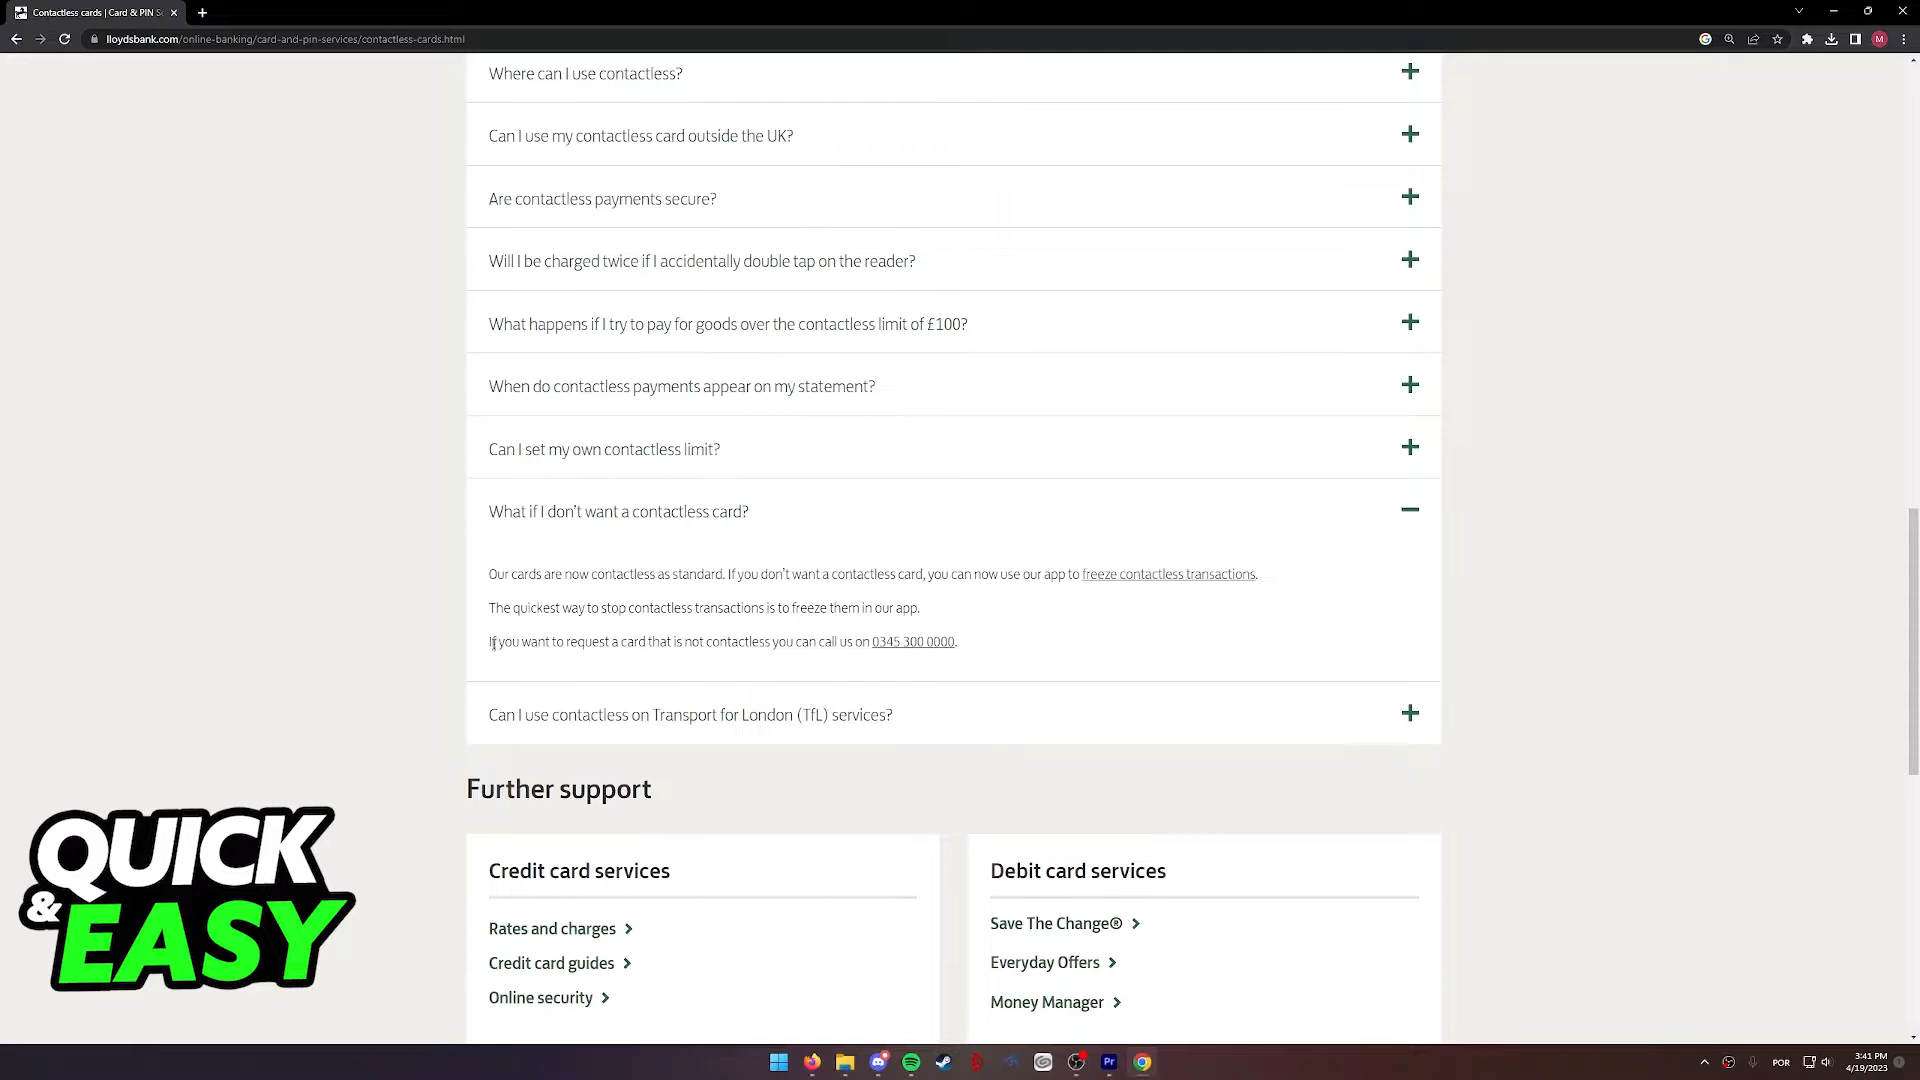 Contactless cards | Card & PIN S
lloydsbank.com/online-banking/card-and-pin-services/contactless-cards.html
M
Where can I use contactless?
Can I use my contactless card outside the UK?
Are contactless payments secure?
Will I be charged twice if I accidentally double tap on the reader?
What happens if I try to pay for goods over the contactless limit of £100?
When do contactless payments appear on my statement?
Can I set my own contactless limit?
What if I don't want a contactless card?
Our cards are now contactless as standard. If you don't want a contactless card, you can now use our app to freeze contactless transactions.
The quickest way to stop contactless transactions is to freeze them in our app.
If you want to request a card that is not contactless you can call us on 0345 300 0000.
Can I use contactless on Transport for London (TfL) services?
Further support
Credit card services
Rates and charges
Credit card guides
Online security
Debit card services
Save The Change®
Everyday Offers
Money Manager
QUICK
& EASY
Pr
POR
3:41 PM
4/19/2023